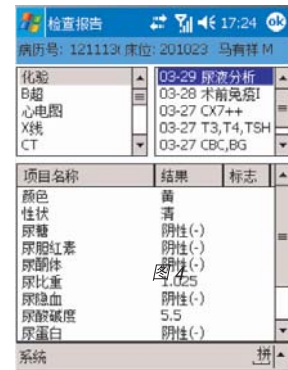 检查报告 17:24 ok
病历号: 1211130 床位: 201023 马有祥 M
化验
B超
心电图
X线
CT
03-29 尿液分析
03-28 术前免疫I
03-27 CX7++
03-27 T3,T4,TSH
03-27 CBC,BG
项目名称 结果 标志
颜色 黄
性状 清
尿糖 阴性(-)
尿胆红素 阴性(-)
尿酮体 阴性(-)
图 4
尿比重 1.025
尿隐血 阴性(-)
尿酸碱度 5.5
尿蛋白 阴性(-)
系统 拼